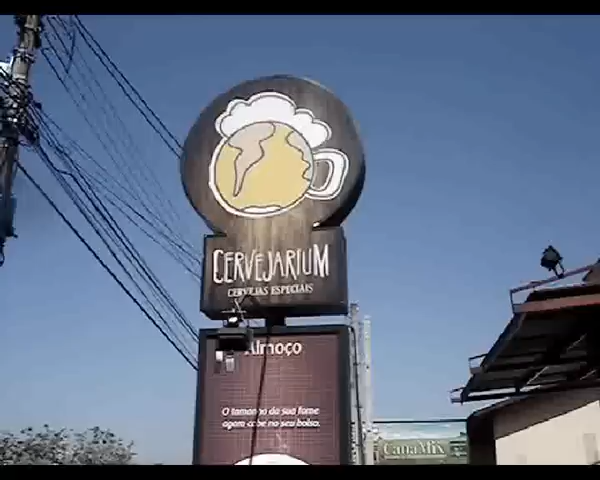 CERVEJARIUM
CERVEJAS ESPECIAIS
Almoço
O tamanho da sua fome
agora cabe no seu bolso.
CanaMix